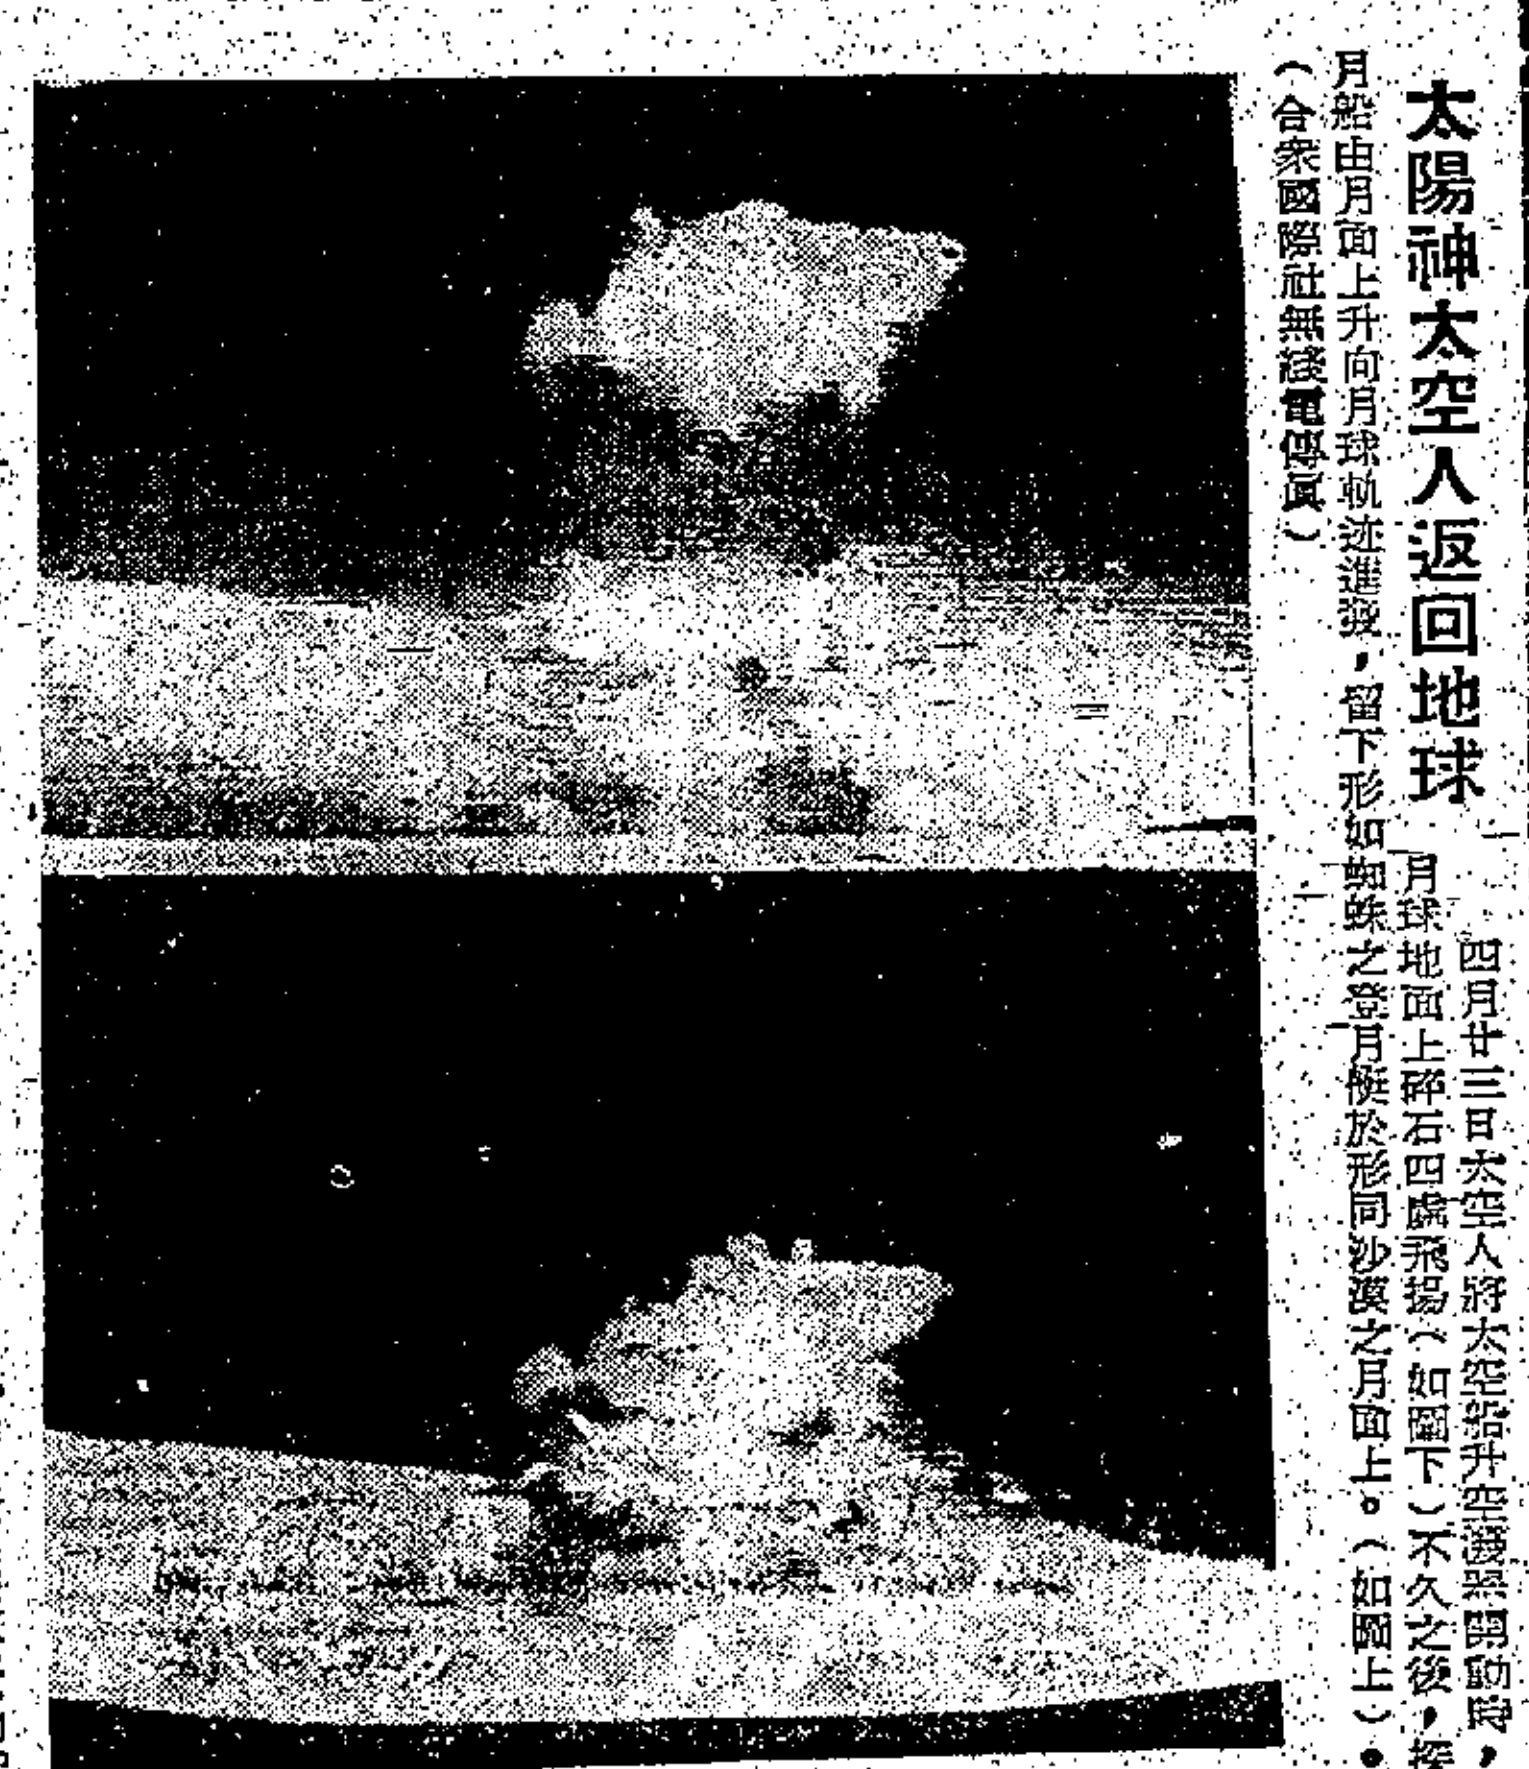 太陽神太空人返回地球
四月廿三日太空人將太空船升空機器開動時，
月球地面上碎石四處飛揚（如圖下）不久之後，探
月船由月面上升向月球軌迹進發，留下形如蜘蛛之登月艇於形同沙漠之月面上。（如圖上）。
（合衆國際社無綫電傳眞）